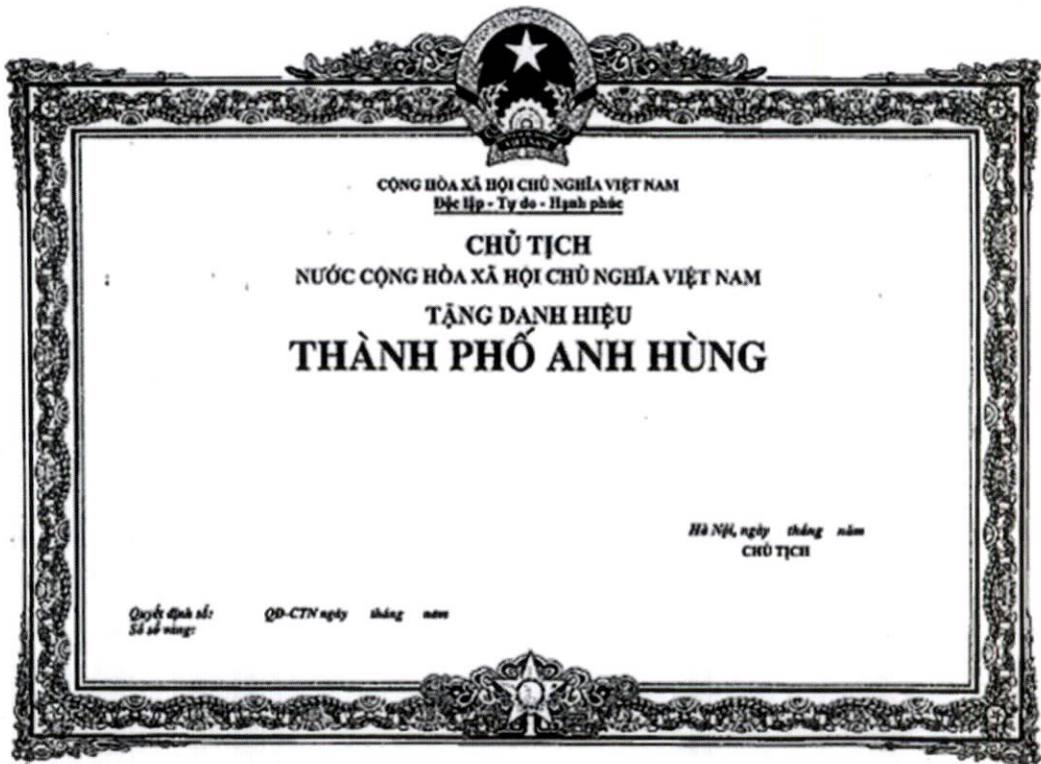 VIỆT NAM
CỘNG HÒA XÃ HỘI CHỦ NGHĨA VIỆT NAM
Độc lập - Tự do - Hạnh phúc
CHỦ TỊCH
NƯỚC CỘNG HÒA XÃ HỘI CHỦ NGHĨA VIỆT NAM
TẶNG DANH HIỆU
THÀNH PHỐ ANH HÙNG
Hà Nội, ngày tháng năm
CHỦ TỊCH
Quyết định số: QĐ-CTN ngày tháng năm
Số sổ vàng: